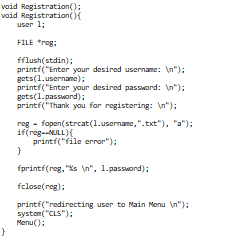 void Registration();
void Registration(){
user l;
FILE *reg;
fflush(stdin);
printf("Enter your desired username: \n");
gets(l.username);
printf("Enter your desired password: \n");
gets(l.password);
printf("Thank you for registering: \n");
reg = fopen(strcat(l.username,".txt"), "a");
if(reg==NULL){
printf("file error");
}
fprintf(reg,"%s \n", l.password);
fclose(reg);
printf("redirecting user to Main Menu \n");
system("CLS");
Menu();
}